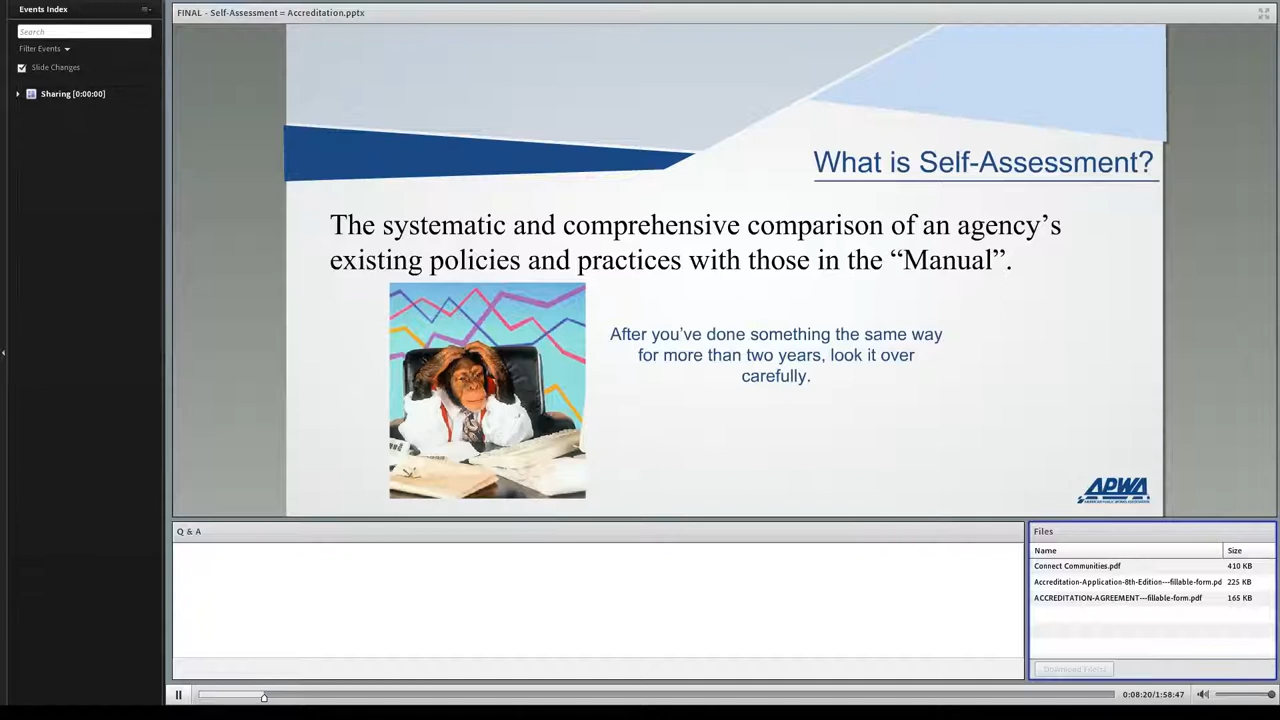 Events Index
FINAL - Self-Assessment = Accreditation.pptx
Search
Filter Events
Slide Changes
Sharing [0:00:00]
What is Self-Assessment?
The systematic and comprehensive comparison of an agency’s
existing policies and practices with those in the “Manual”.
After you’ve done something the same way
for more than two years, look it over
carefully.
APWA
Q & A
Files
Name Size
Connect Communities.pdf 410 KB
Accreditation-Application-8th-Edition---fillable-form.pd 225 KB
ACCREDITATION-AGREEMENT---fillable-form.pdf 165 KB
Download File(s)
0:08:20/1:58:47